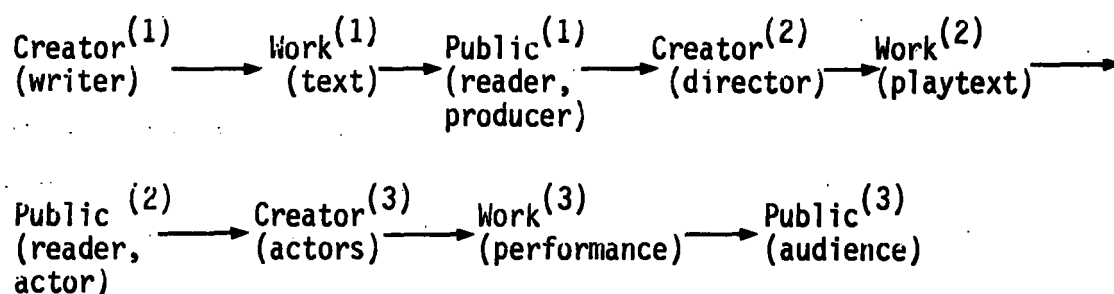 Creator(1) ⟶ Work(1) ⟶ Public(1) ⟶ Creator(2) ⟶ Work(2) ⟶
(writer) (text) (reader, (director) (playtext)
producer)
Public (2) ⟶ Creator(3) ⟶ Work(3) ⟶ Public(3)
(reader, (actors) (performance) (audience)
actor)